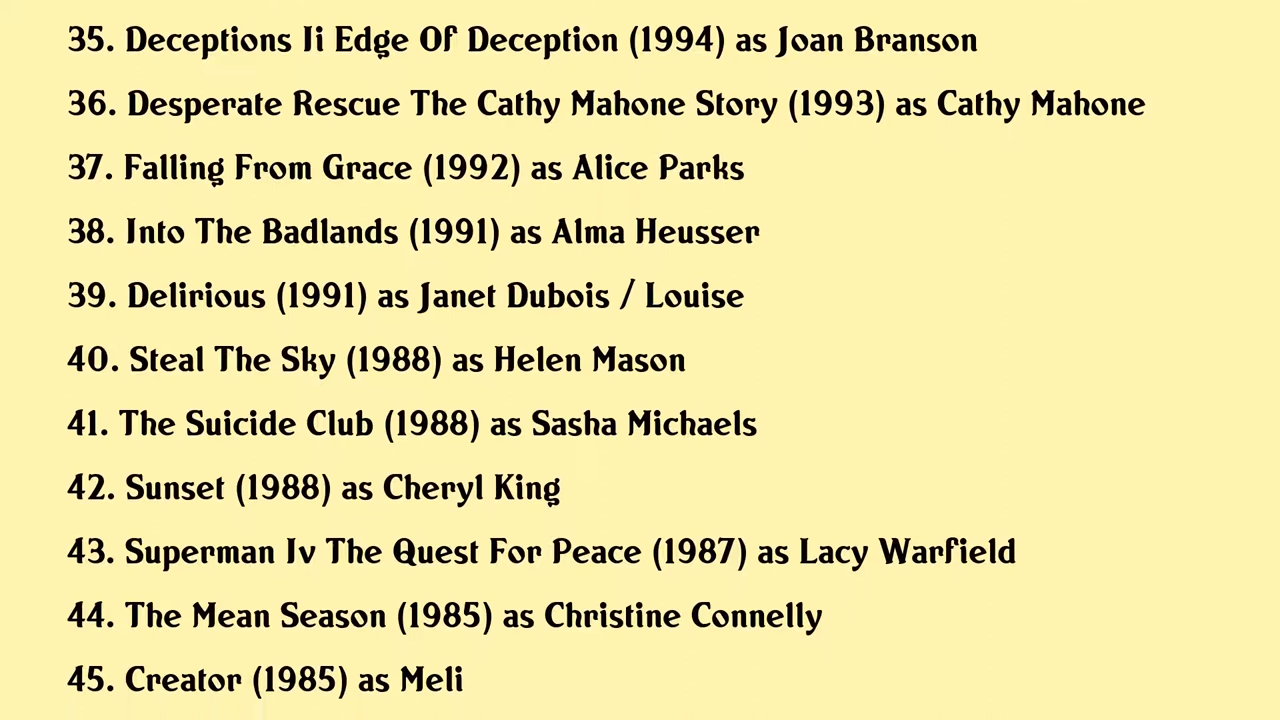 35. Deceptions Ii Edge Of Deception (1994) as Joan Branson
36. Desperate Rescue The Cathy Mahone Story (1993) as Cathy Mahone
37. Falling From Grace (1992) as Alice Parks
38. Into The Badlands (1991) as Alma Heusser
39. Delirious (1991) as Janet Dubois / Louise
40. Steal The Sky (1988) as Helen Mason
41. The Suicide Club (1988) as Sasha Michaels
42. Sunset (1988) as Cheryl King
43. Superman Iv The Quest For Peace (1987) as Lacy Warfield
44. The Mean Season (1985) as Christine Connelly
45. Creator (1985) as Meli